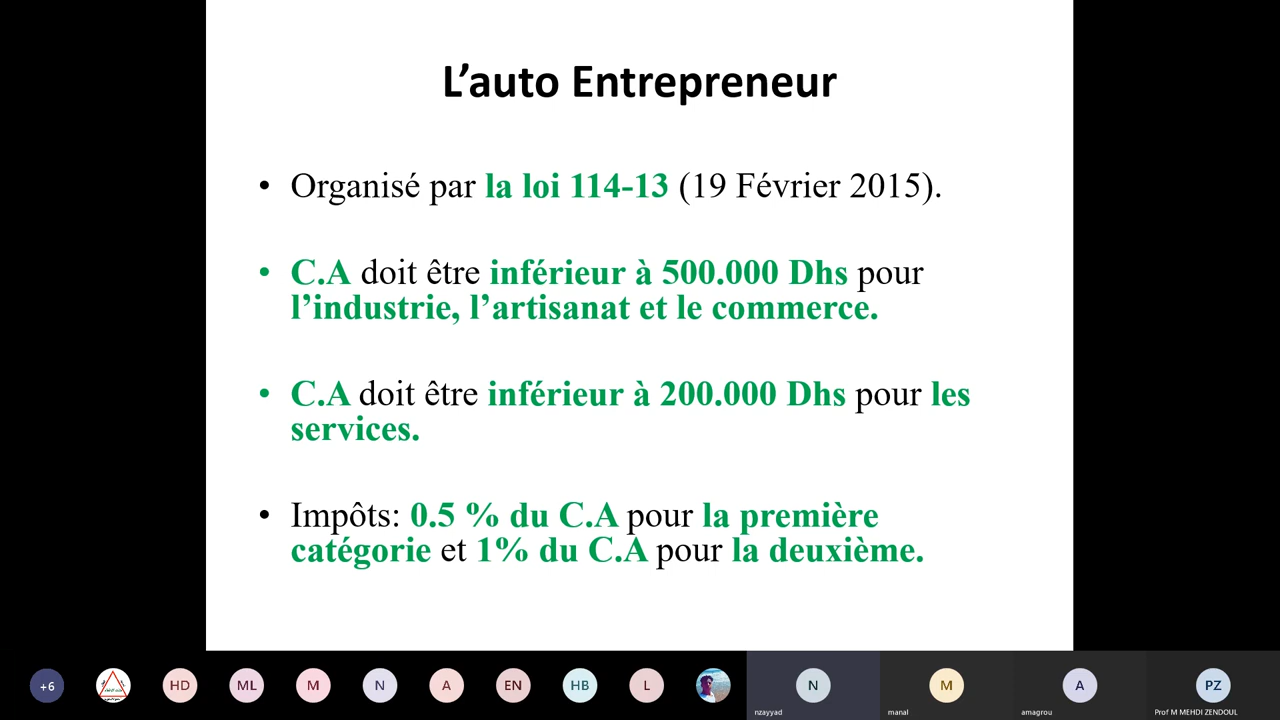 L’auto Entrepreneur
• Organisé par la loi 114-13 (19 Février 2015).
• C.A doit être inférieur à 500.000 Dhs pour
l’industrie, l’artisanat et le commerce.
• C.A doit être inférieur à 200.000 Dhs pour les
services.
• Impôts: 0.5 % du C.A pour la première
catégorie et 1% du C.A pour la deuxième.
+6 HD ML M N A EN HB L N M A PZ
nzayyad manal amagrou Prof M MEHDI ZENDOUL